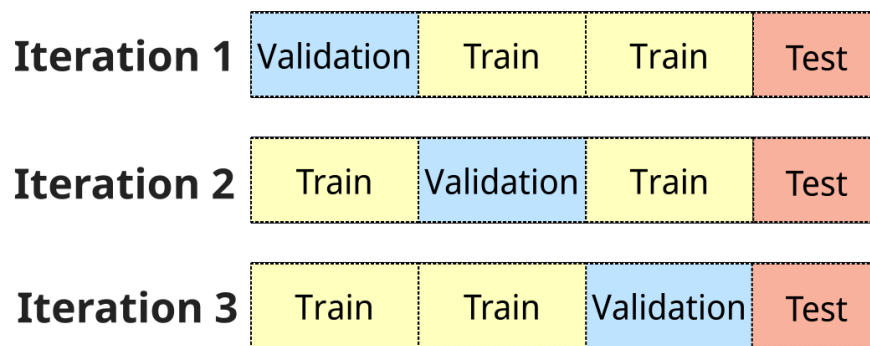 Iteration 1 Validation Train Train Test
Iteration 2 Train Validation Train Test
Iteration 3 Train Train Validation Test